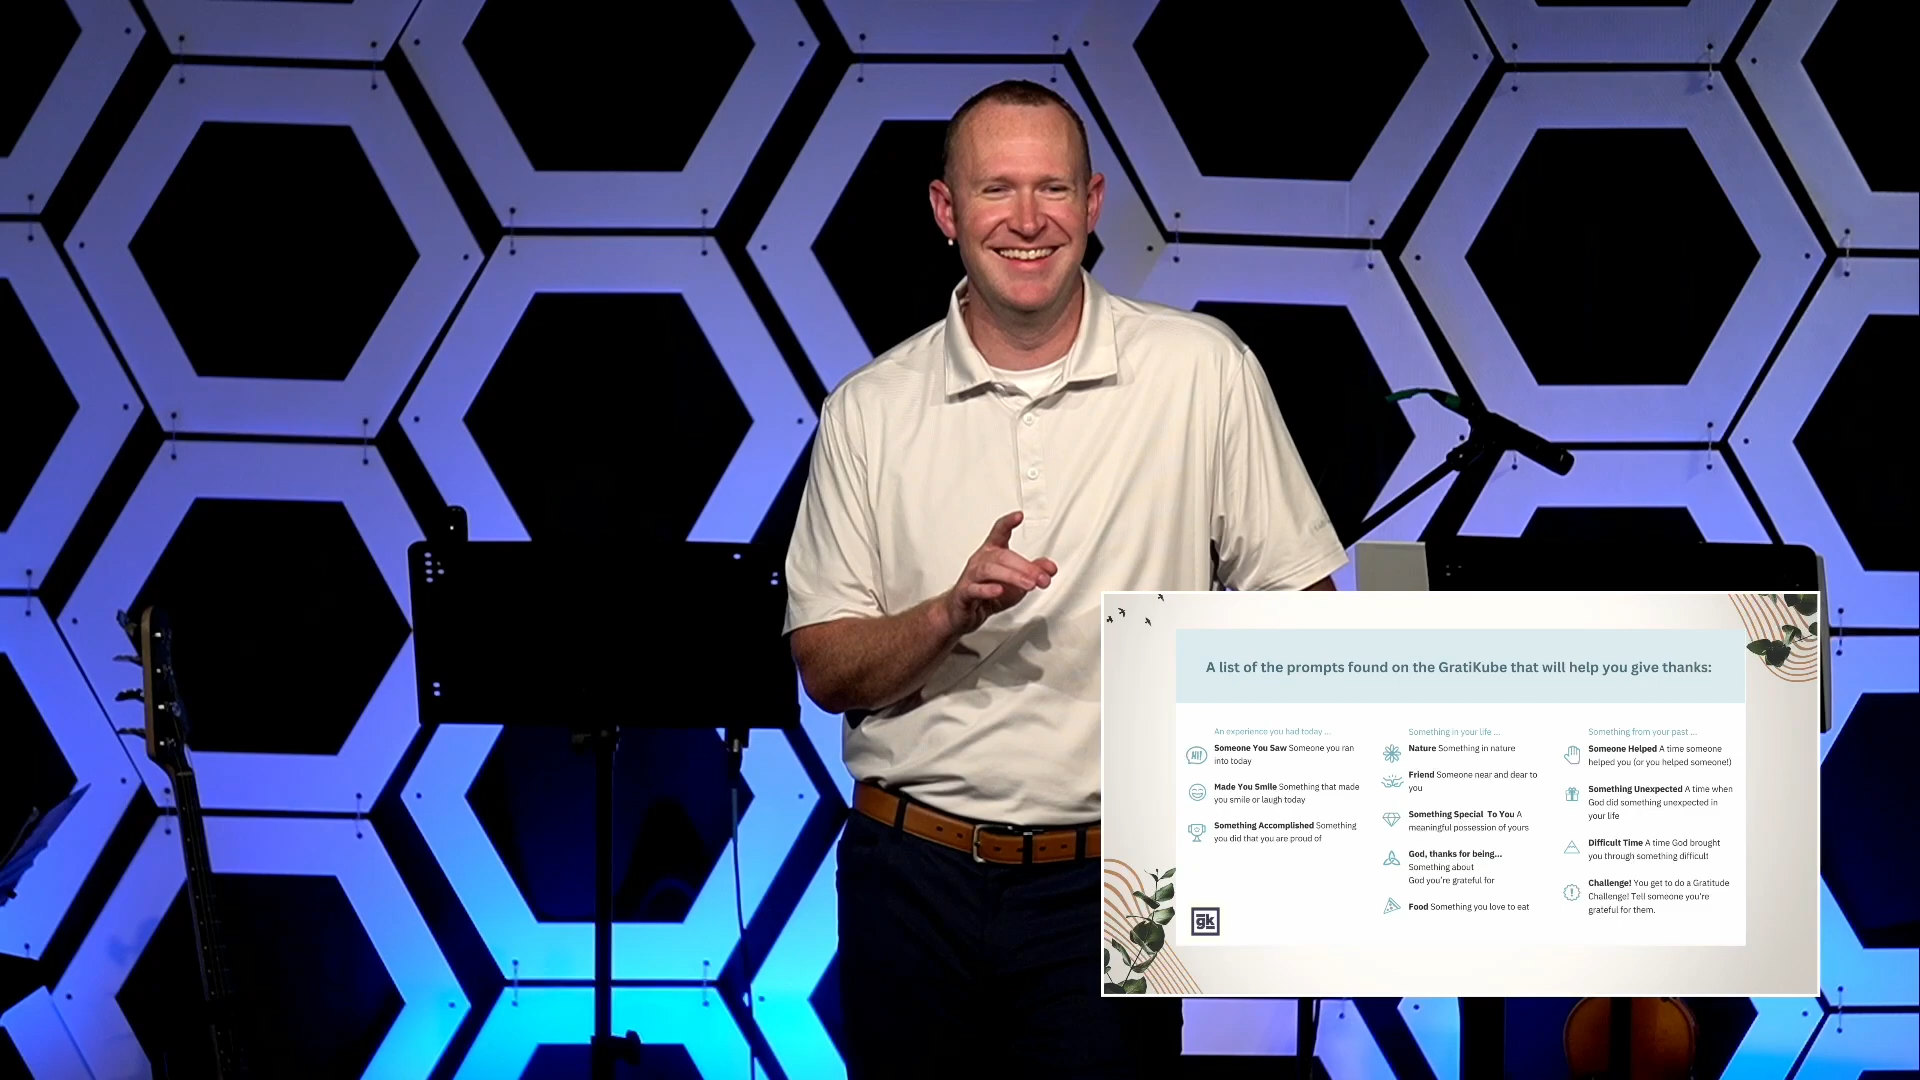 A list of the prompts found on the GratiKube that will help you give thanks:
An experience you had today ...
Someone You Saw Someone you ran
into today
Made You Smile Something that made
you smile or laugh today
Something Accomplished Something
you did that you are proud of
Something in your life ...
Nature Something in nature
Friend Someone near and dear to
you
Something Special To You A
meaningful possession of yours
God, thanks for being...
Something about
God you're grateful for
Food Something you love to eat
Something from your past ...
Someone Helped A time someone
helped you (or you helped someone!)
Something Unexpected A time when
God did something unexpected in
your life
Difficult Time A time God brought
you through something difficult
Challenge! You get to do a Gratitude
Challenge! Tell someone you're
grateful for them.
HI!
gk